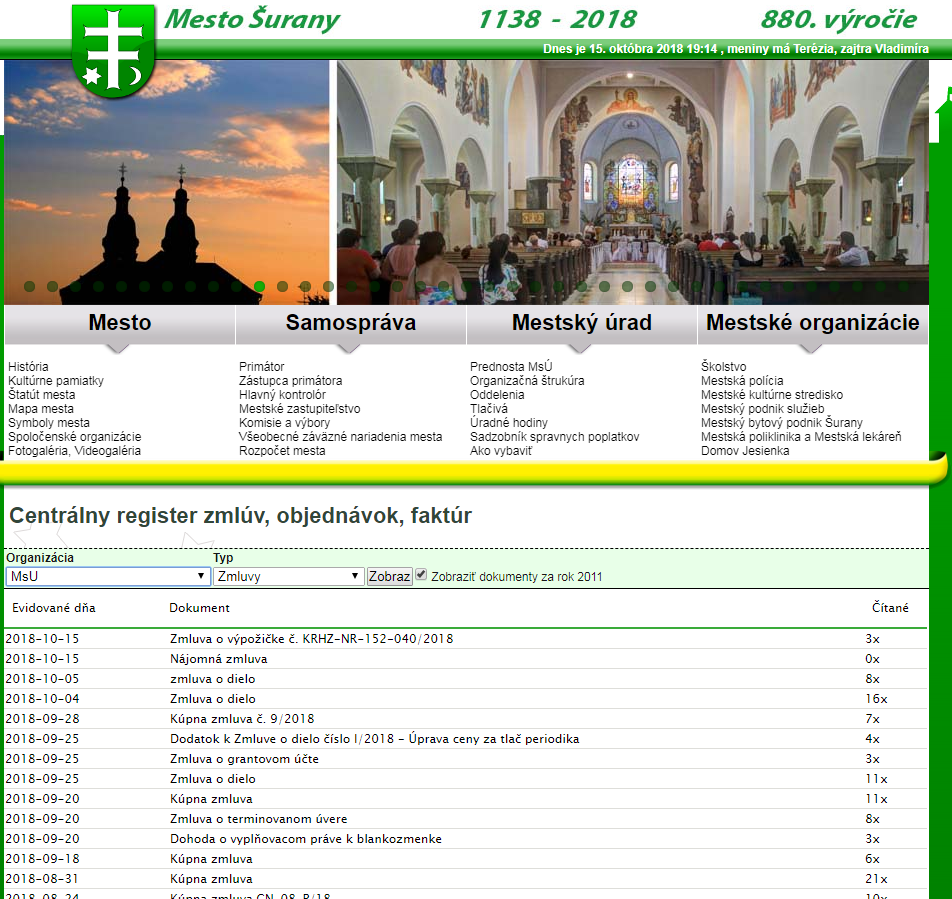 Mesto Šurany 1138 - 2018 880. výročie
Dnes je 15. októbra 2018 19:14 , meniny má Terézia, zajtra Vladimíra
Mesto Samospráva Mestský úrad Mestské organizácie
História Primátor Prednosta MsÚ Školstvo
Kultúrne pamiatky Zástupca primátora Organizačná štrukúra Mestská polícia
Štatút mesta Hlavný kontrolór Oddelenia Mestské kultúrne stredisko
Mapa mesta Mestské zastupiteľstvo Tlačivá Mestský podnik služieb
Symboly mesta Komisie a výbory Úradné hodiny Mestský bytový podnik Šurany
Spoločenské organizácie Všeobecné záväzné nariadenia mesta Sadzobník spravnych poplatkov Mestská poliklinika a Mestská lekáreň
Fotogaléria, Videogaléria Rozpočet mesta Ako vybaviť Domov Jesienka
Centrálny register zmlúv, objednávok, faktúr
Organizácia Typ
MsU Zmluvy Zobraz Zobraziť dokumenty za rok 2011
Evidované dňa Dokument Čítané
2018-10-15 Zmluva o výpožičke č. KRHZ-NR-152-040/2018 3x
2018-10-15 Nájomná zmluva 0x
2018-10-05 zmluva o dielo 8x
2018-10-04 Zmluva o dielo 16x
2018-09-28 Kúpna zmluva č. 9/2018 7x
2018-09-25 Dodatok k Zmluve o dielo číslo I/2018 - Úprava ceny za tlač periodika 4x
2018-09-25 Zmluva o grantovom účte 3x
2018-09-25 Zmluva o dielo 11x
2018-09-20 Kúpna zmluva 11x
2018-09-20 Zmluva o terminovanom úvere 8x
2018-09-20 Dohoda o vyplňovacom práve k blankozmenke 3x
2018-09-18 Kúpna zmluva 6x
2018-08-31 Kúpna zmluva 21x
2018-08-24 Kúpna zmluva